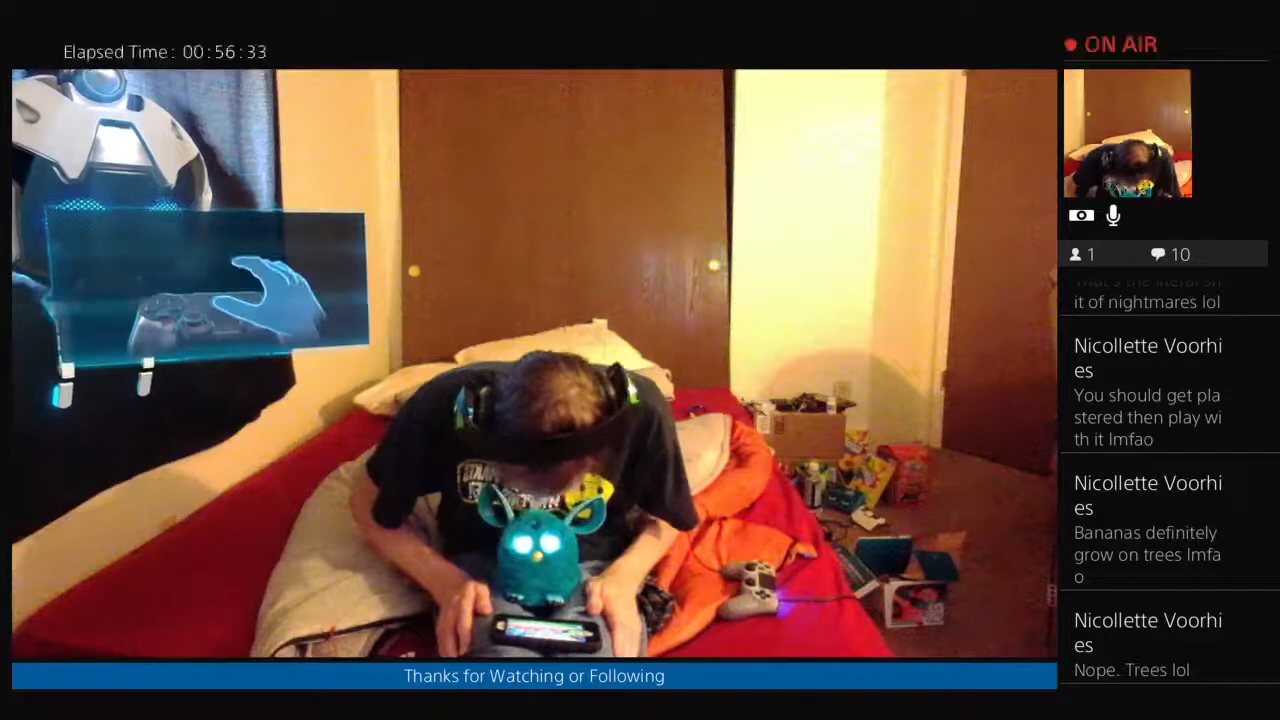 Elapsed Time: 00:56:33
ON AIR
1 10
it of nightmares lol
Nicollette Voorhi
es
You should get pla
stered then play wi
th it lmfao
Nicollette Voorhi
es
Bananas definitely
grow on trees lmfa
o
Nicollette Voorhi
es
Nope. Trees lol
Thanks for Watching or Following